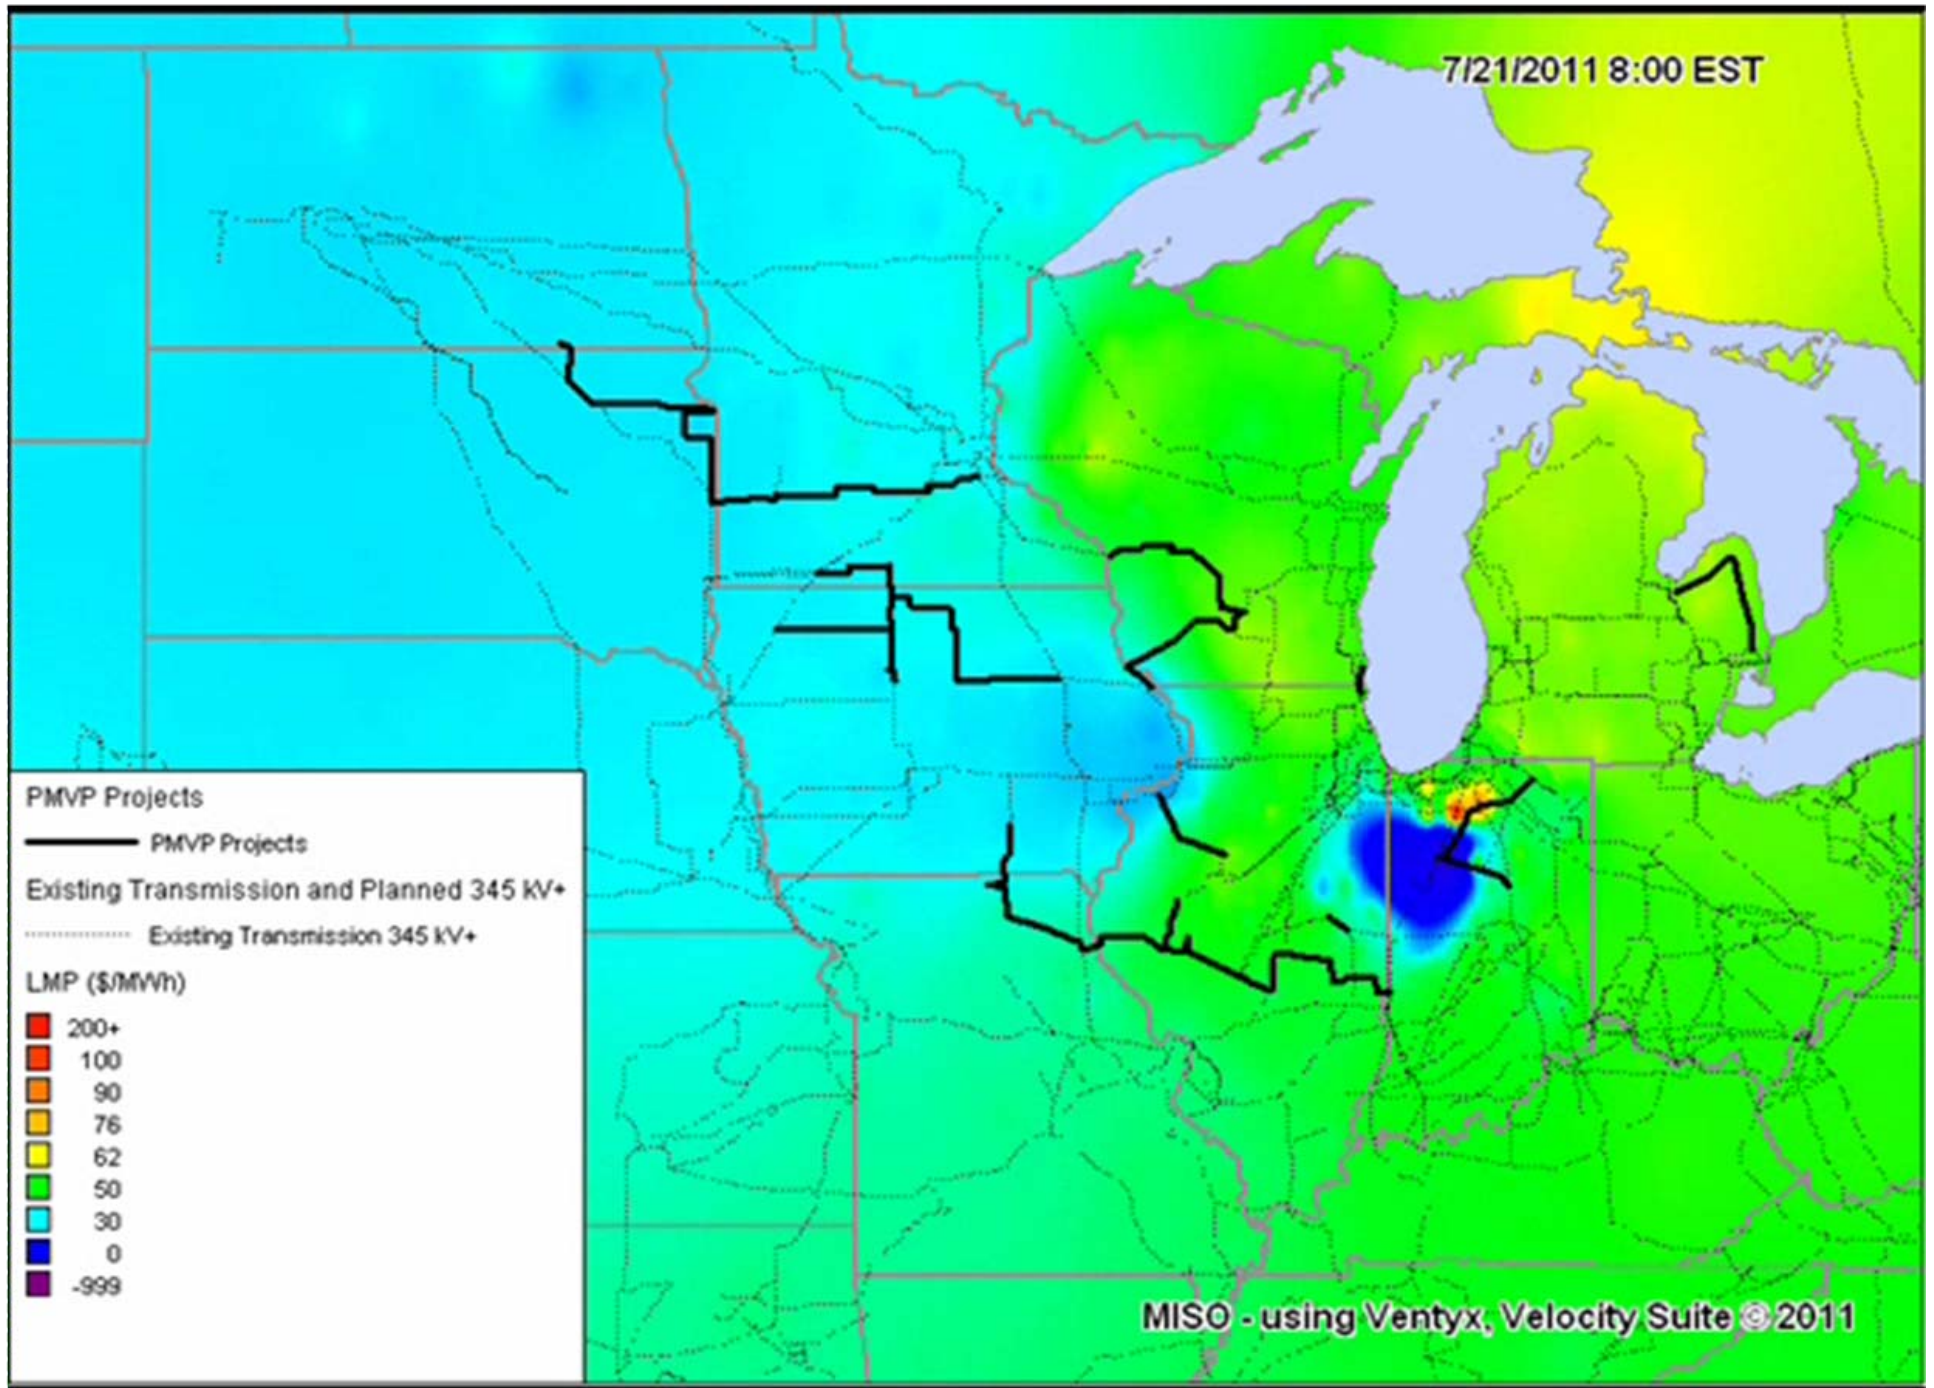 7/21/2011 8:00 EST
PMVP Projects
PMVP Projects
Existing Transmission and Planned 345 kV+
Existing Transmission 345 kV+
LMP ($/MWh)
200+
100
90
76
62
50
30
0
-999
MISO - using Ventyx, Velocity Suite © 2011